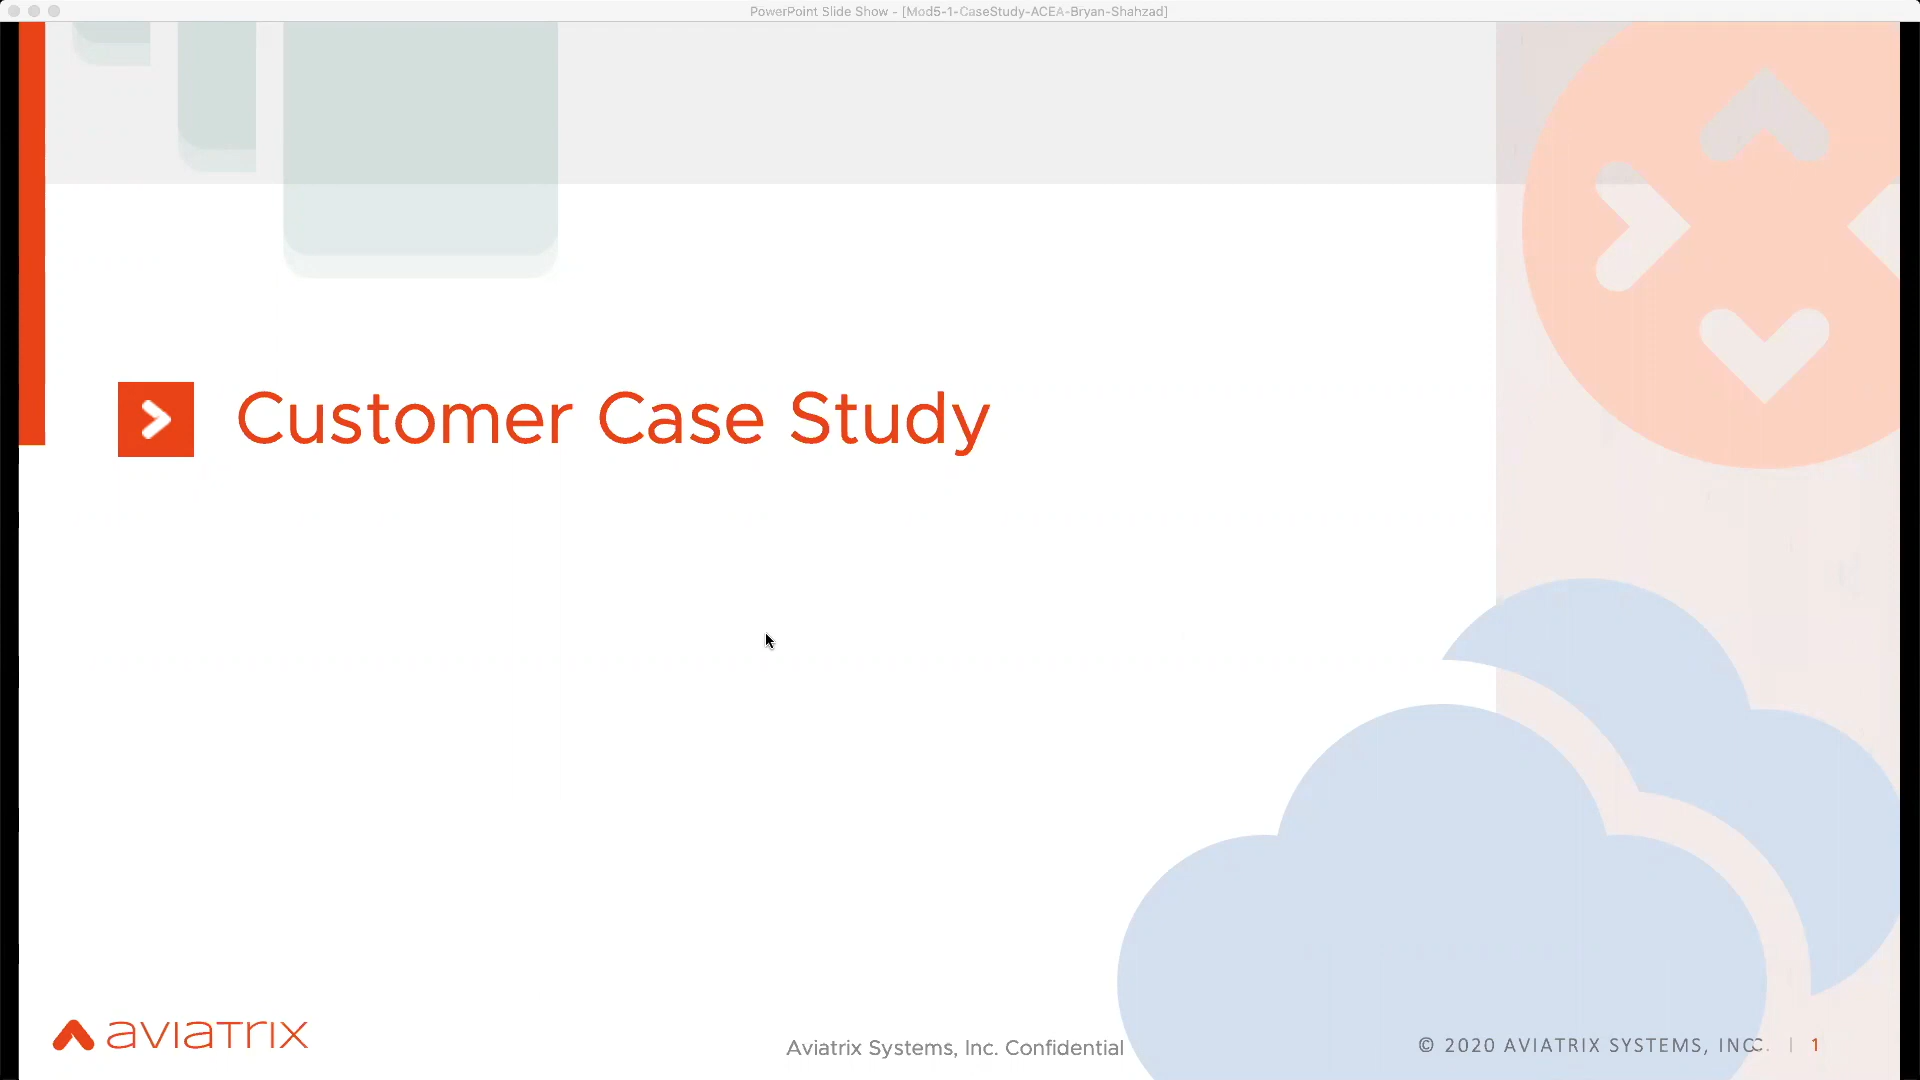 PowerPoint Slide Show - [Mod5-1-CaseStudy-ACEA-Bryan-Shahzad]
Customer Case Study
aviatrix
Aviatrix Systems, Inc. Confidential
© 2020 AVIATRIX SYSTEMS, INC. | 1